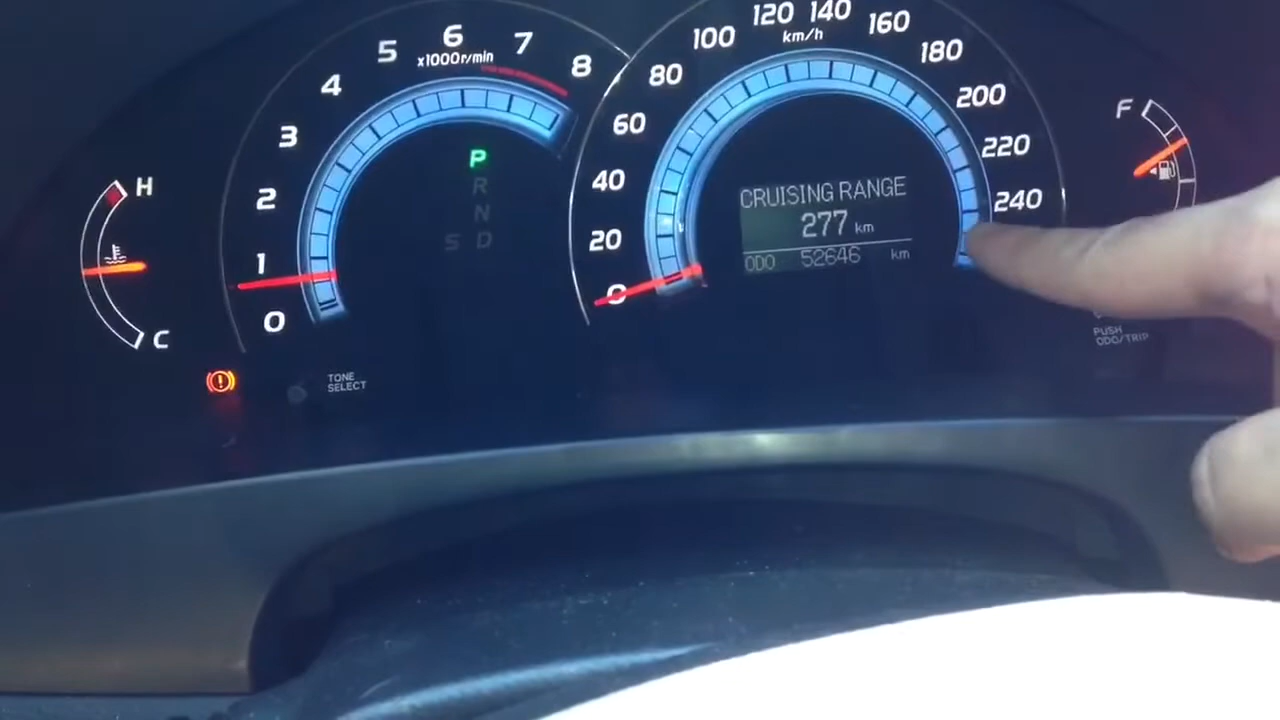 H
C
0
1
2
3
4
5
6
7
8
x1000r/min
P
R
N
S D
TONE
SELECT
0
20
40
60
80
100
120
140
160
180
200
220
240
km/h
CRUISING RANGE
277 km
ODO 52646 km
F
PUSH
ODO/TRIP